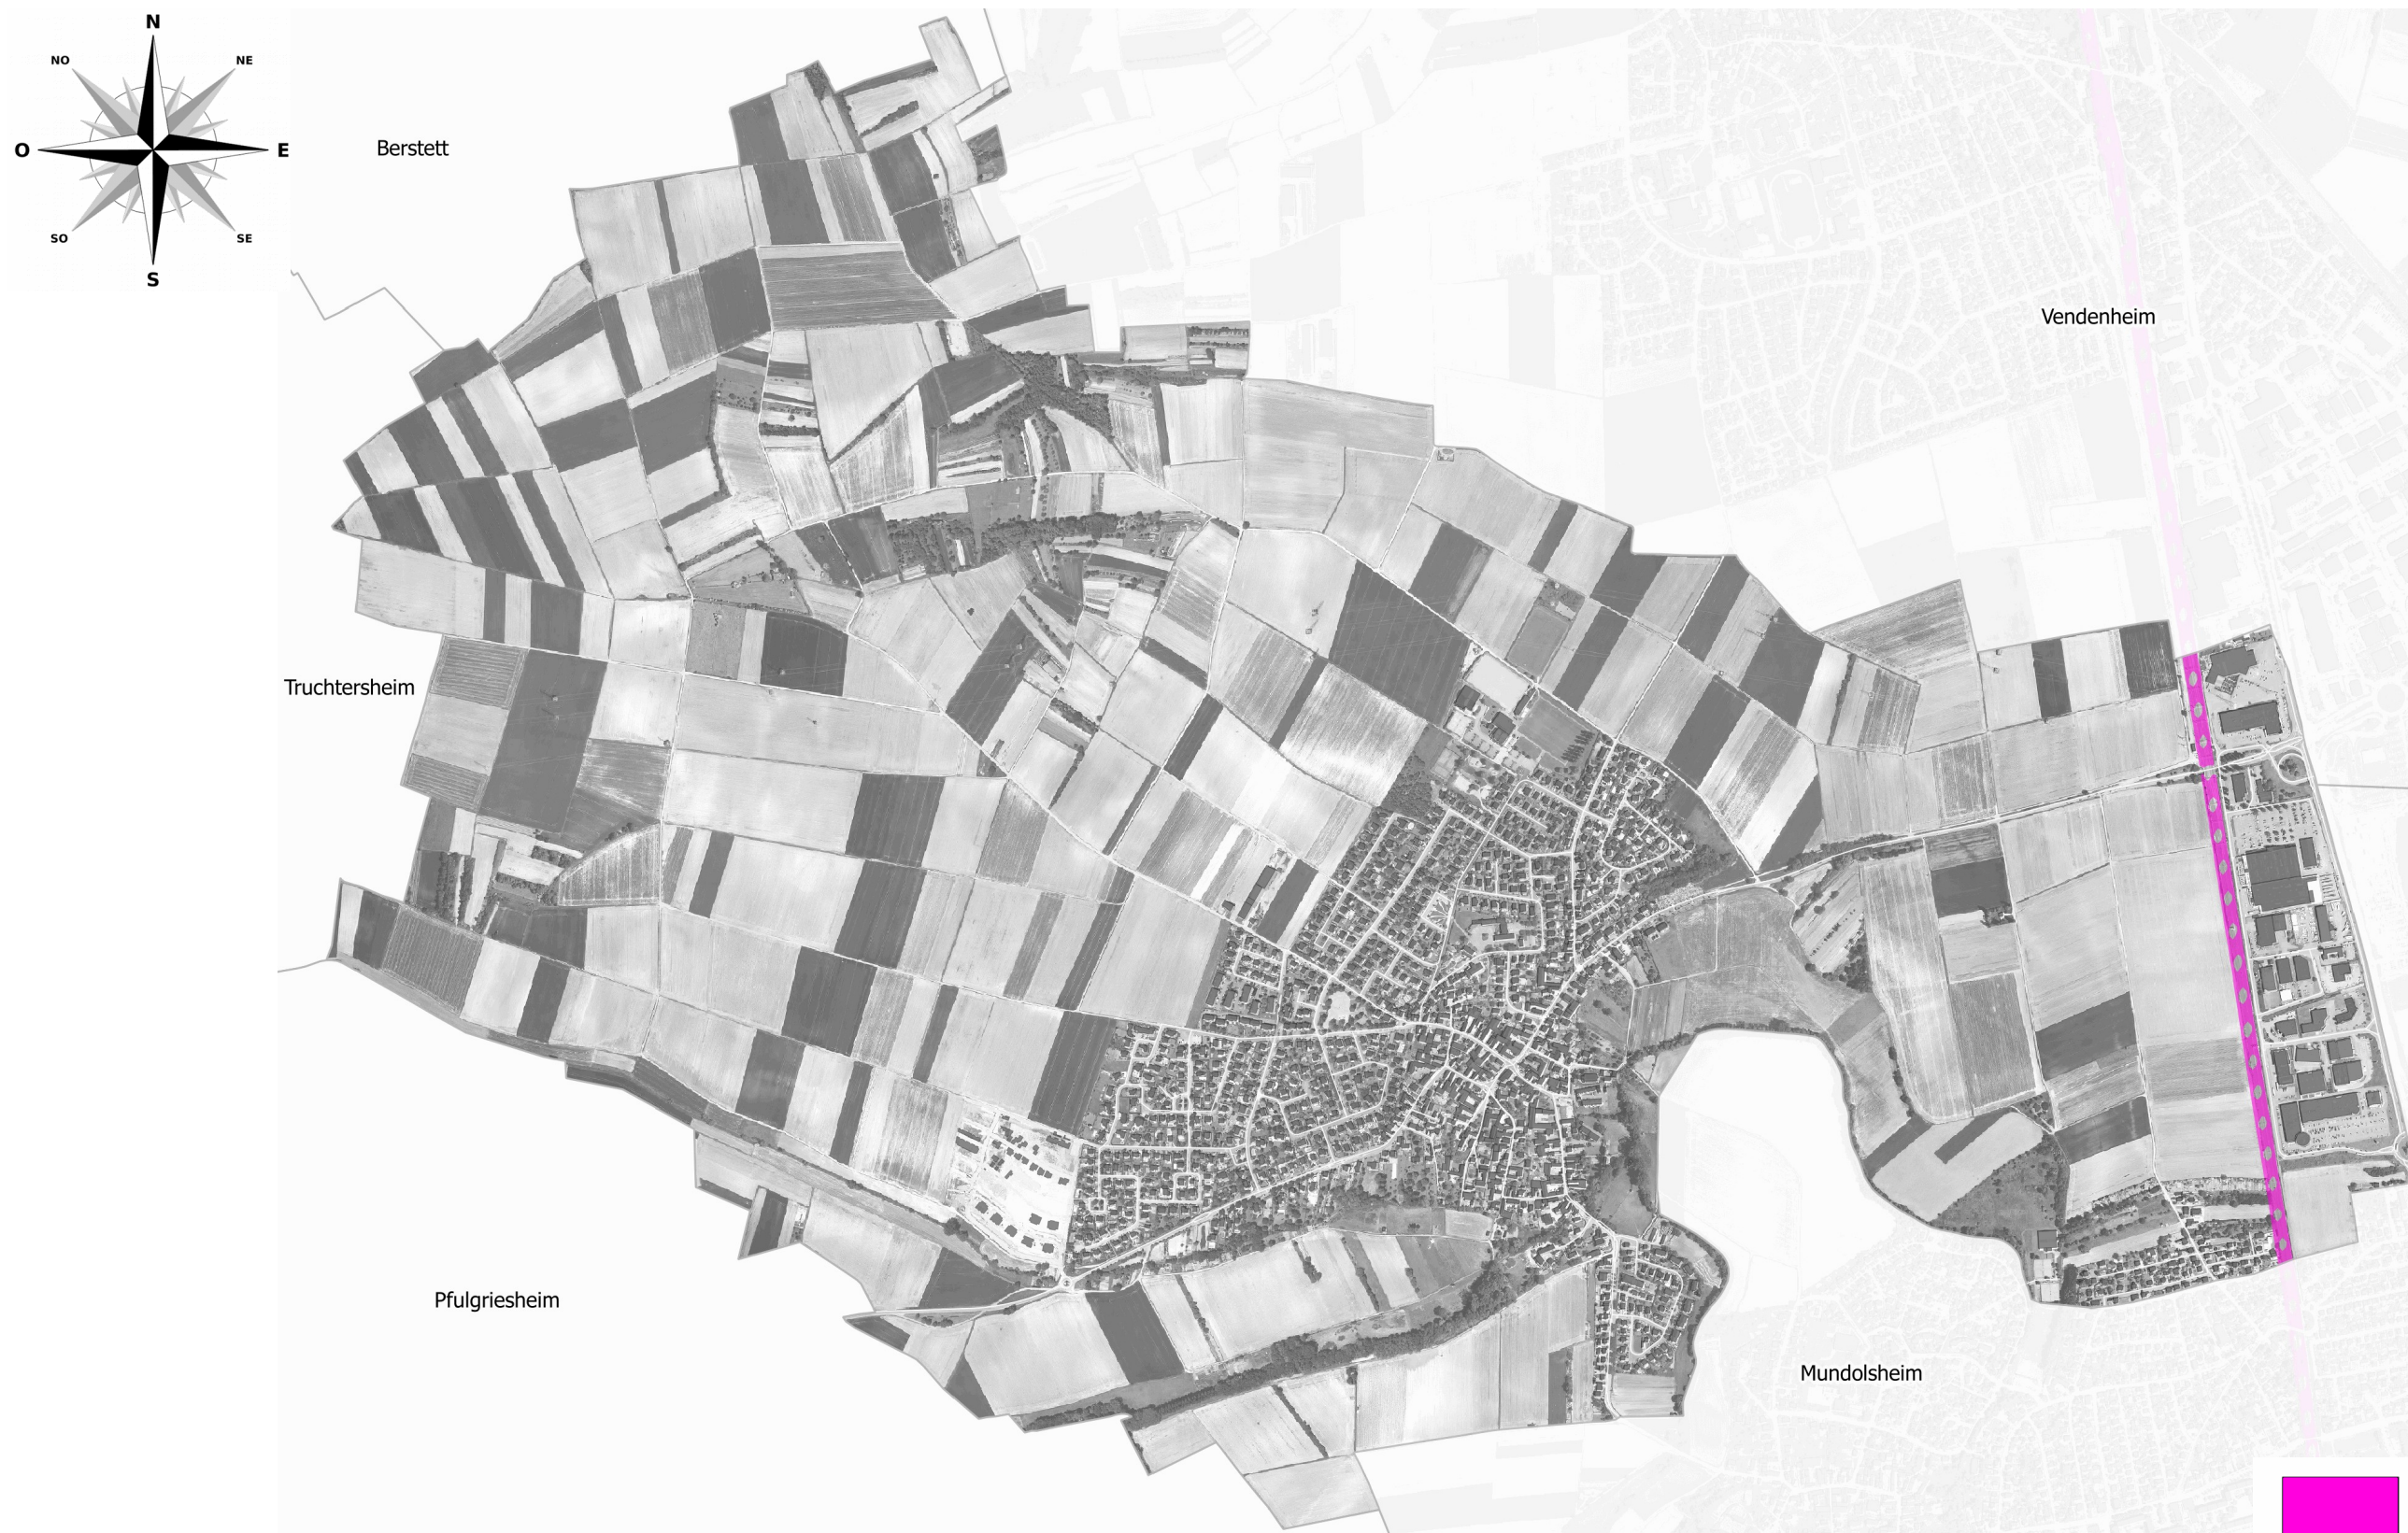 N
NO
NE
O
E
SO
SE
S
Berstett
Vendenheim
Truchtersheim
Pfulgriesheim
Mundolsheim